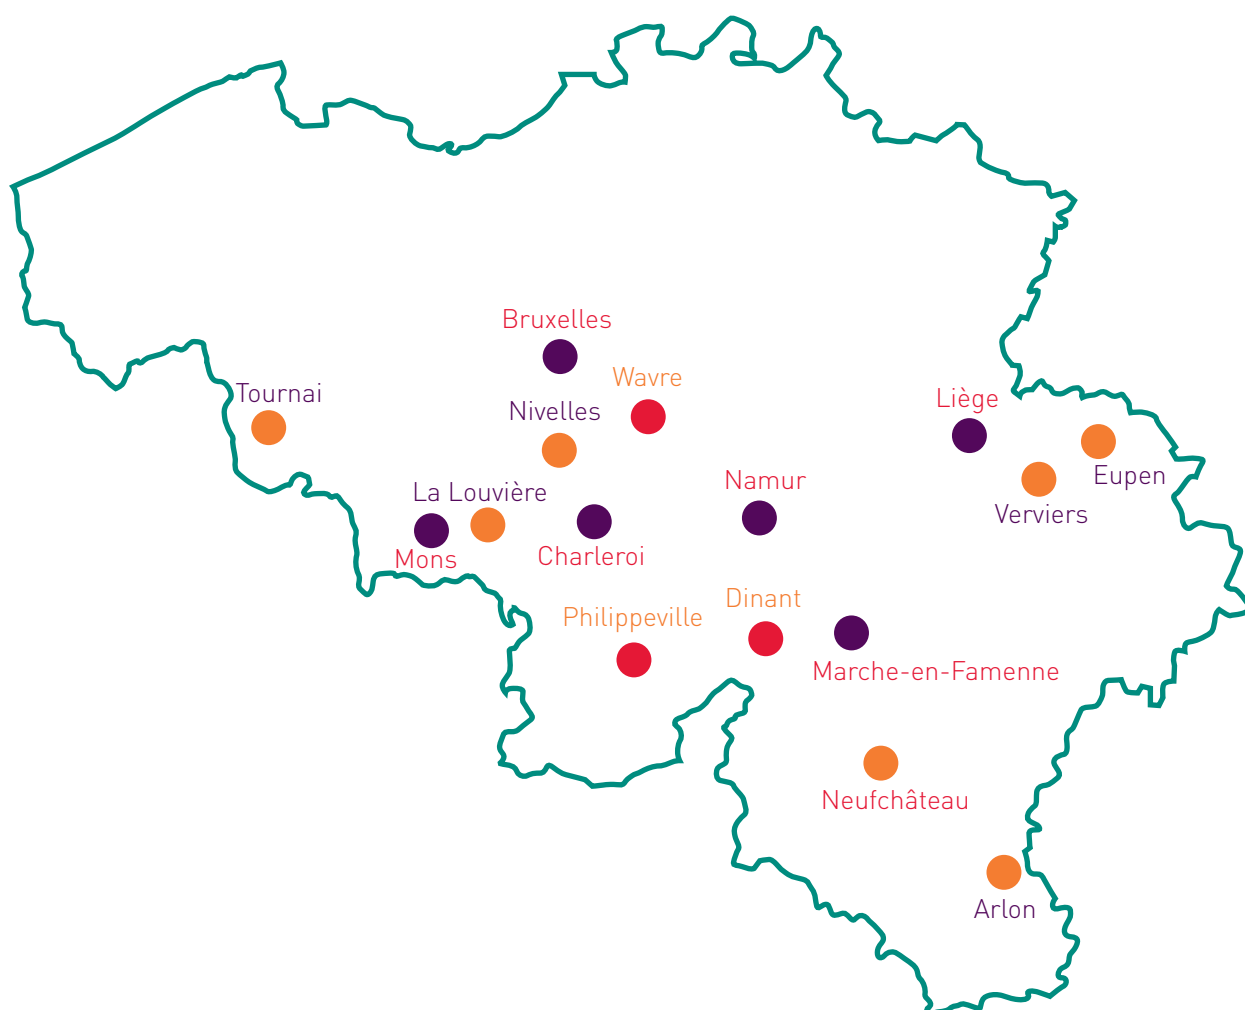 Bruxelles
Wavre
Tournai
Nivelles
Liège
Eupen
Namur
La Louvière
Verviers
Mons
Charleroi
Dinant
Philippeville
Marche-en-Famenne
Neufchâteau
Arlon